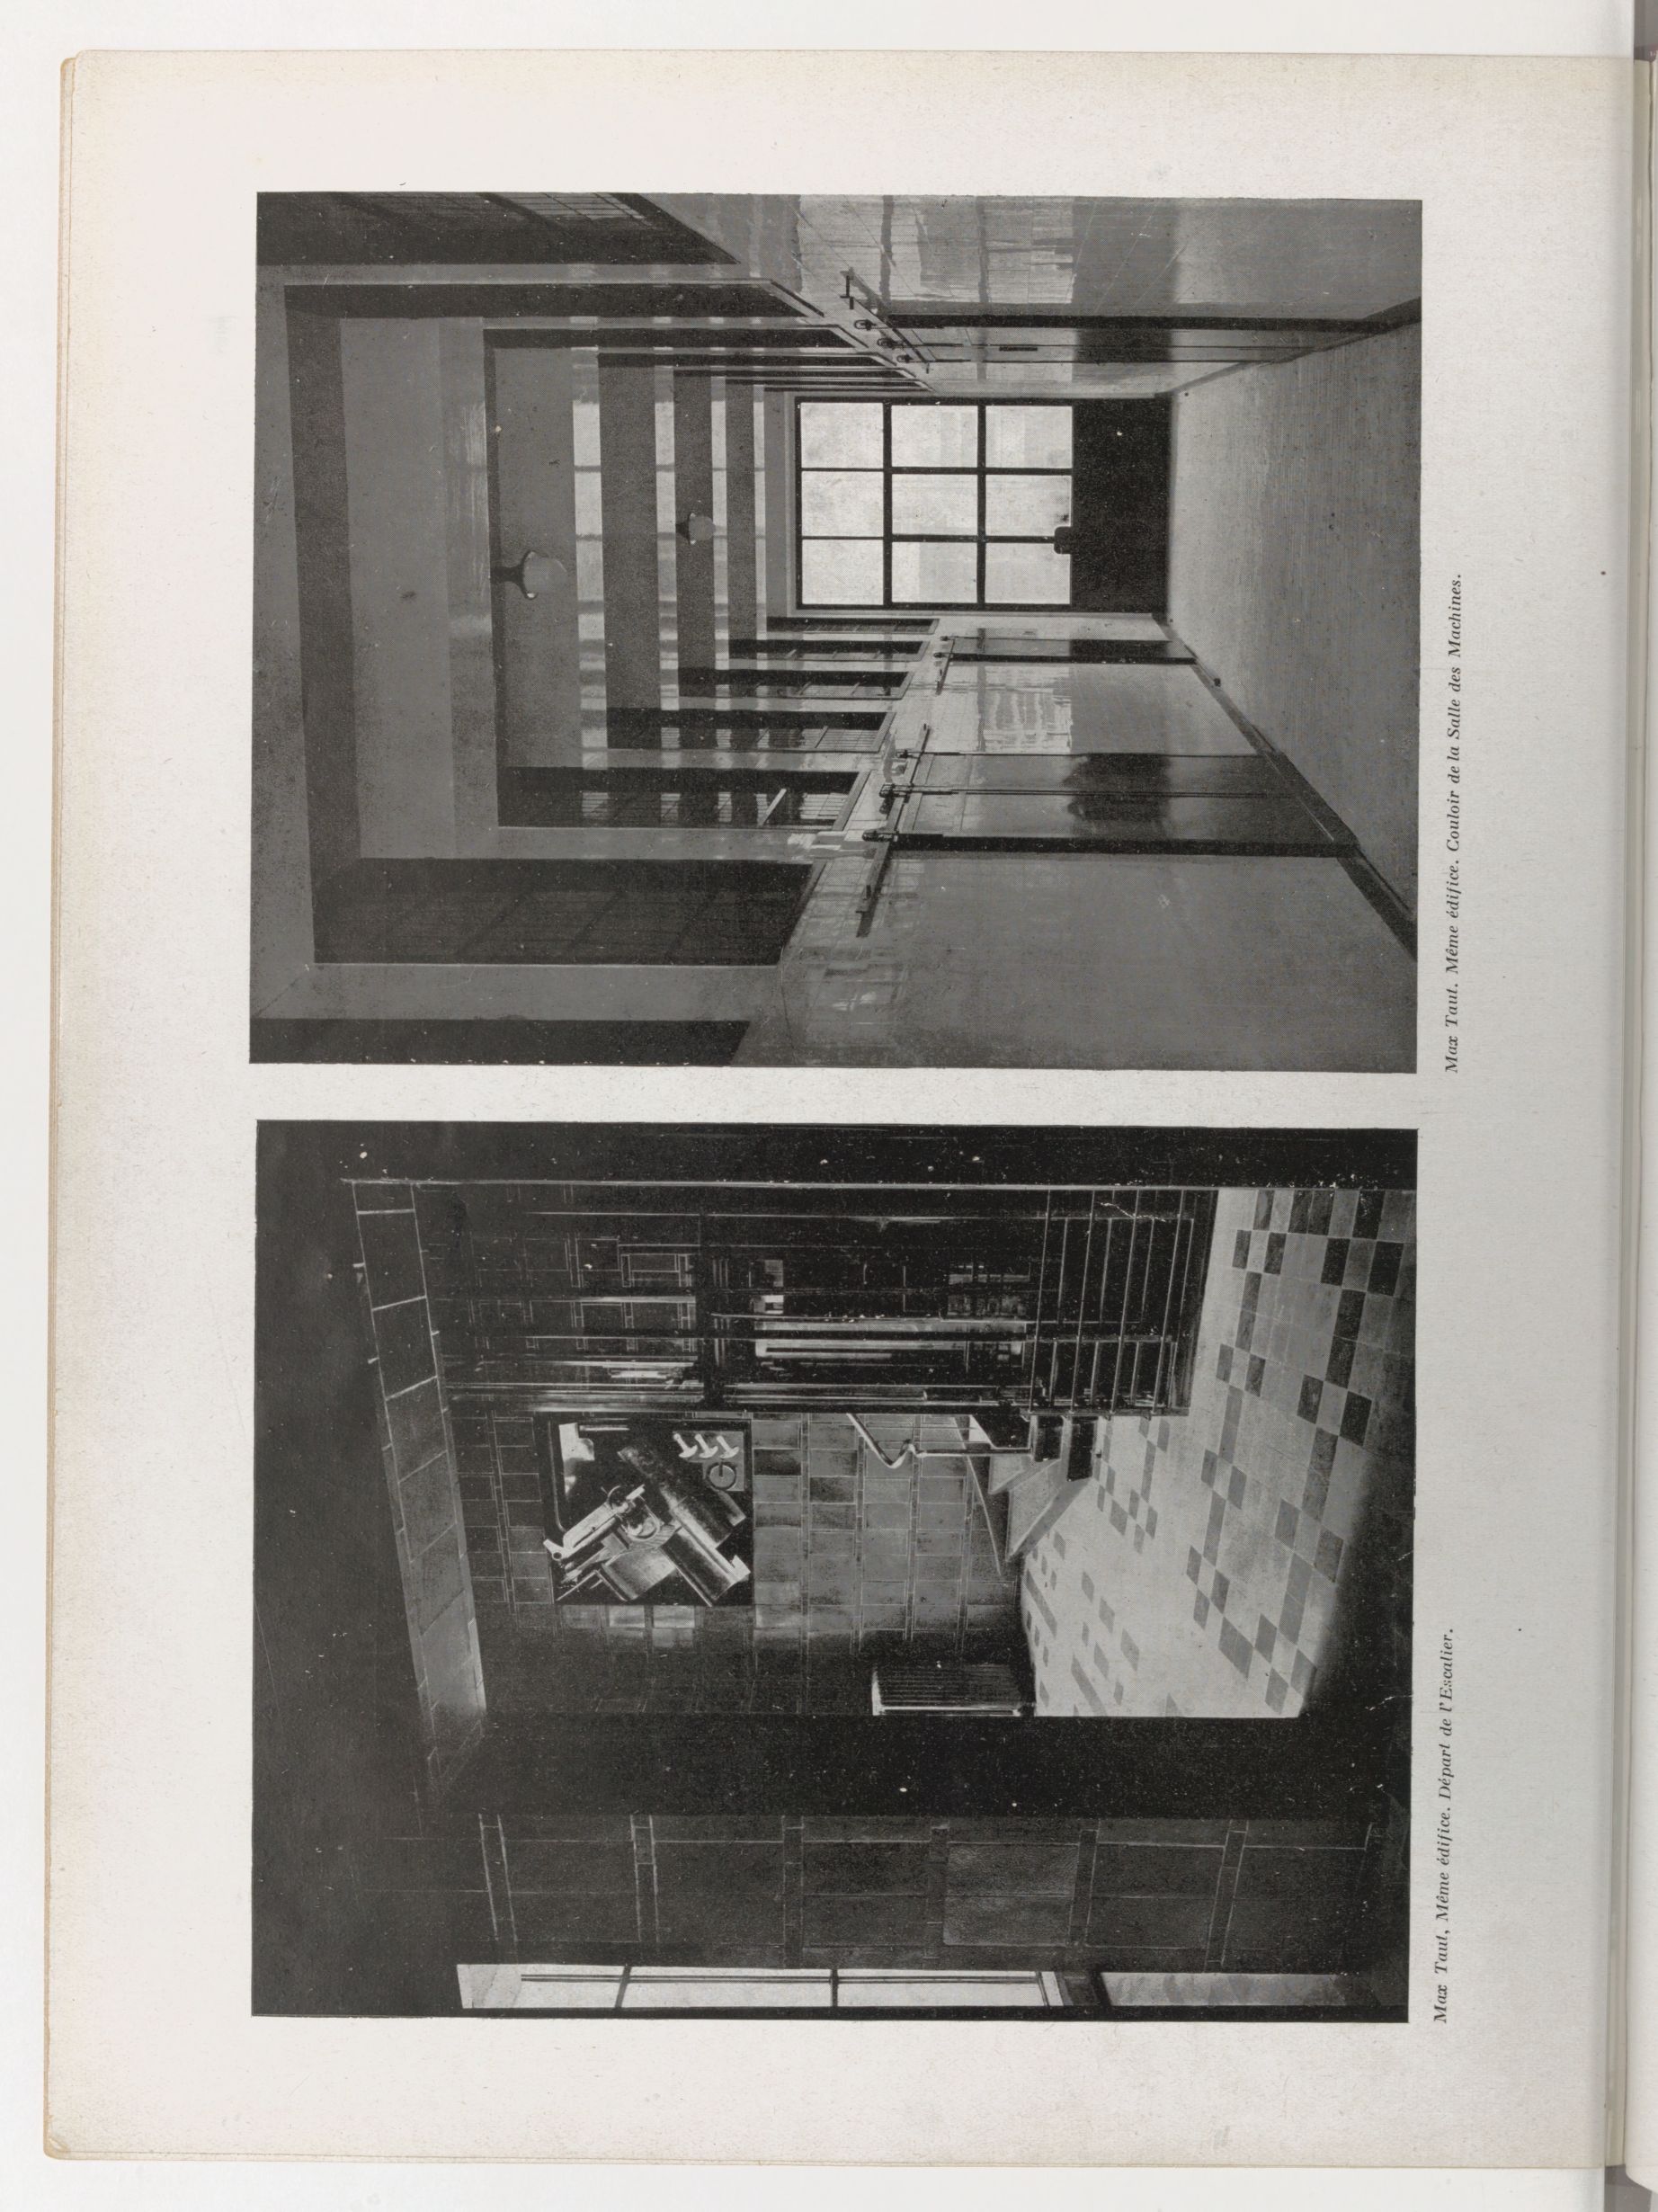 Max Taut, Même édifice. Départ de l'Escalier.
Max Taut. Même édifice. Couloir de la Salle des Machines.